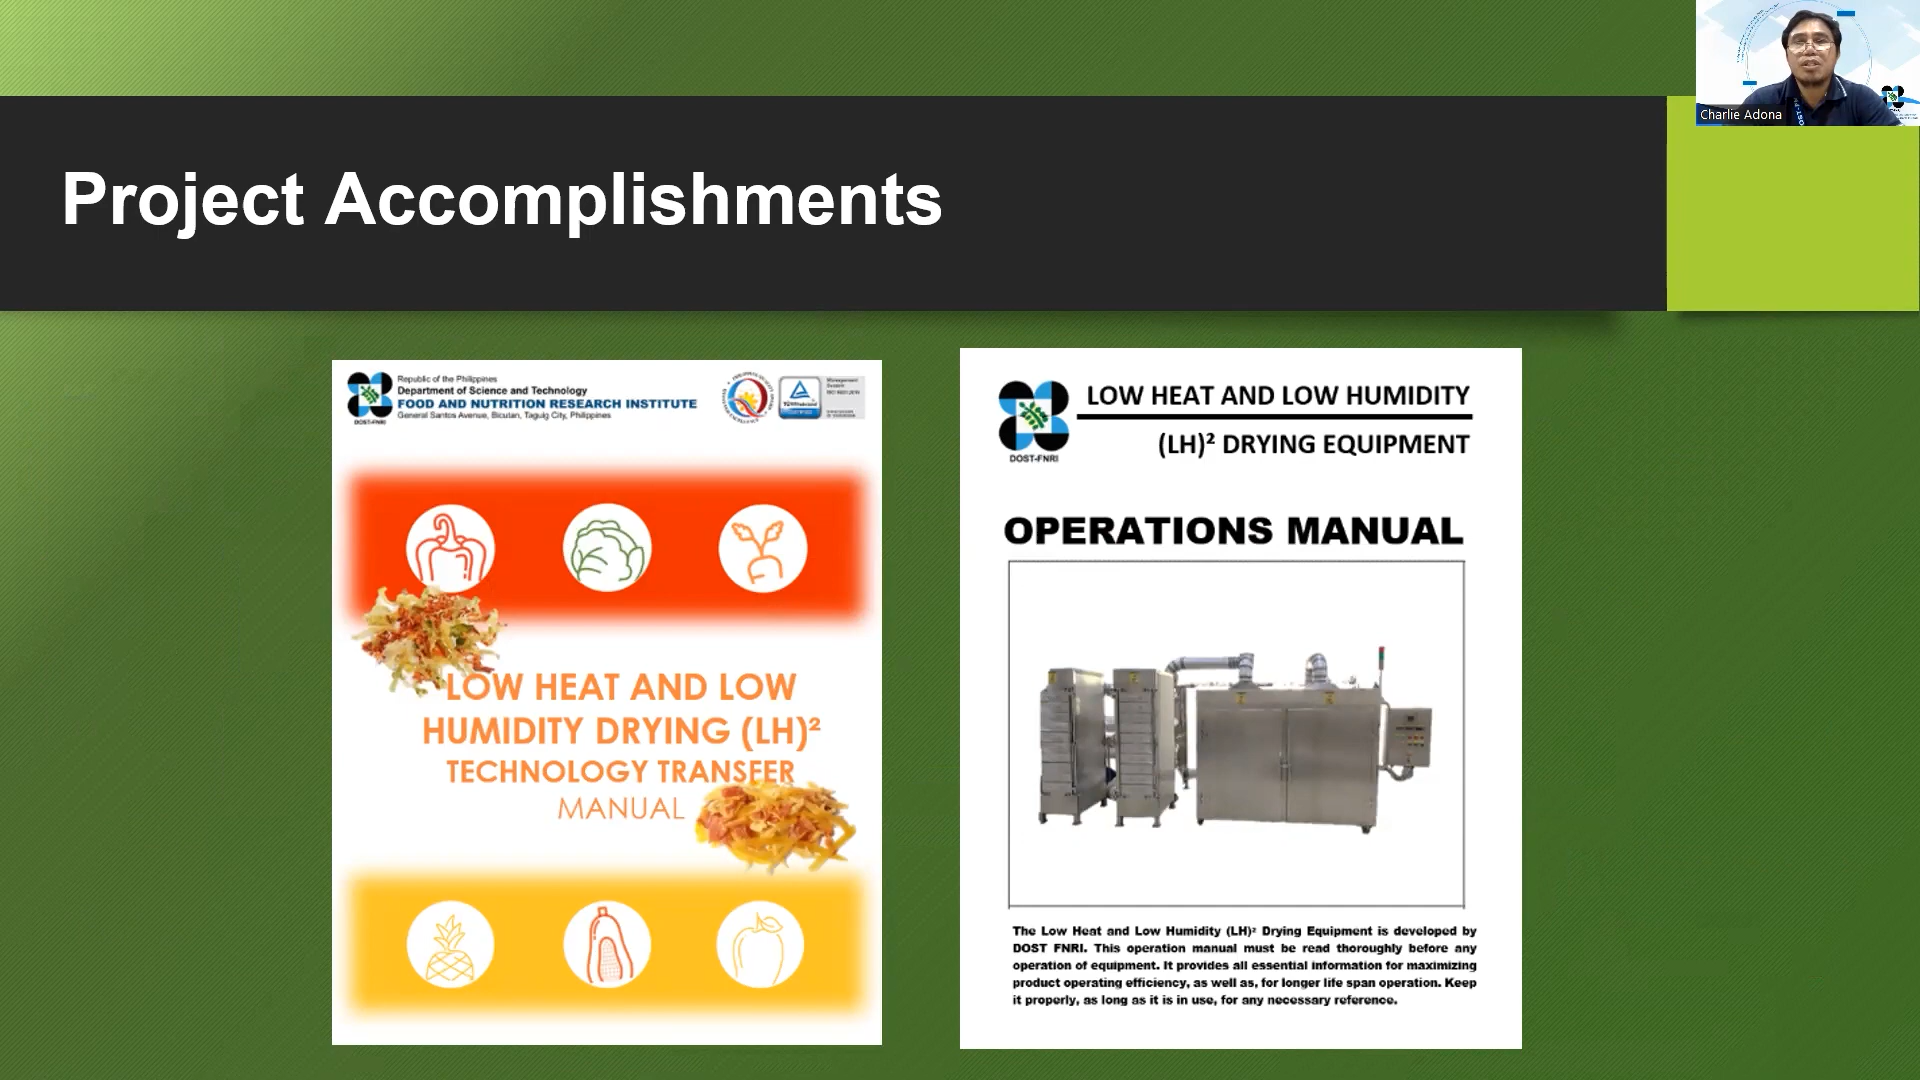 Charlie Adona
Project Accomplishments
Republic of the Philippines
Department of Science and Technology
FOOD AND NUTRITION RESEARCH INSTITUTE
General Santos Avenue, Bicutan, Taguig City, Philippines
DOST-FNRI
Management
System
LOW HEAT AND LOW
HUMIDITY DRYING (LH)²
TECHNOLOGY TRANSFER
MANUAL
LOW HEAT AND LOW HUMIDITY
(LH)² DRYING EQUIPMENT
DOST-FNRI
OPERATIONS MANUAL
The Low Heat and Low Humidity (LH)² Drying Equipment is developed by
DOST FNRI. This operation manual must be read thoroughly before any
operation of equipment. It provides all essential information for maximizing
product operating efficiency, as well as, for longer life span operation. Keep
it properly, as long as it is in use, for any necessary reference.